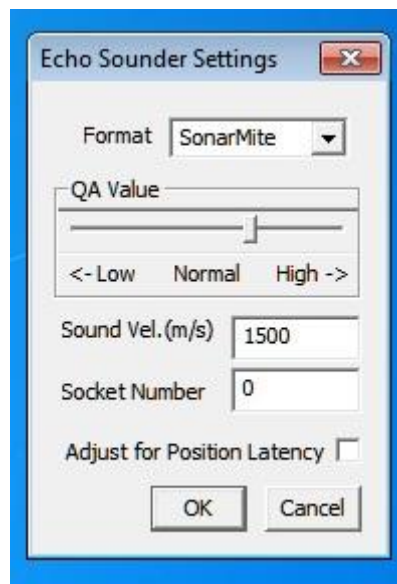 Echo Sounder Settings
Format SonarMite
QA Value
<- Low Normal High ->
Sound Vel.(m/s) 1500
Socket Number 0
Adjust for Position Latency
OK Cancel